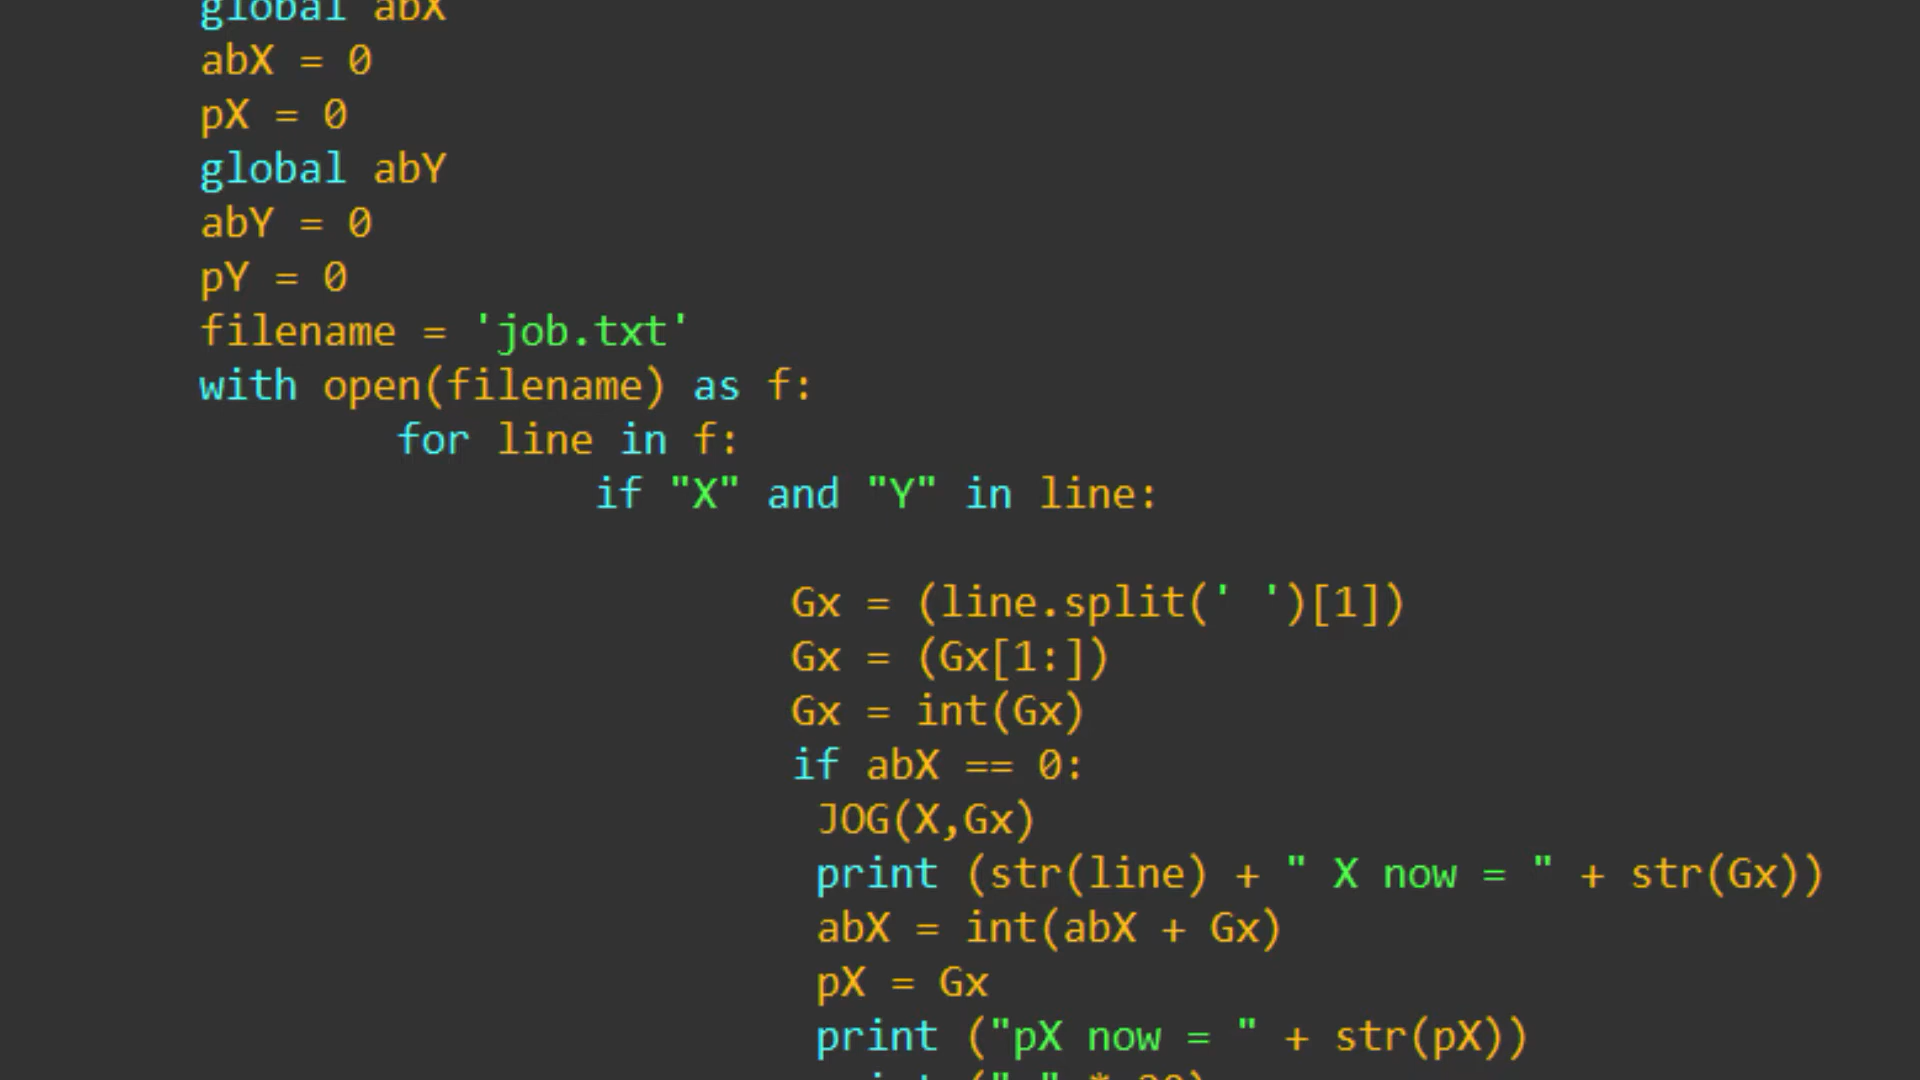 global abX
abX = 0
pX = 0
global abY
abY = 0
pY = 0
filename = 'job.txt'
with open(filename) as f:
for line in f:
if "X" and "Y" in line:
Gx = (line.split(' ')[1])
Gx = (Gx[1:])
Gx = int(Gx)
if abX == 0:
JOG(X,Gx)
print (str(line) + " X now = " + str(Gx))
abX = int(abX + Gx)
pX = Gx
print ("pX now = " + str(pX))